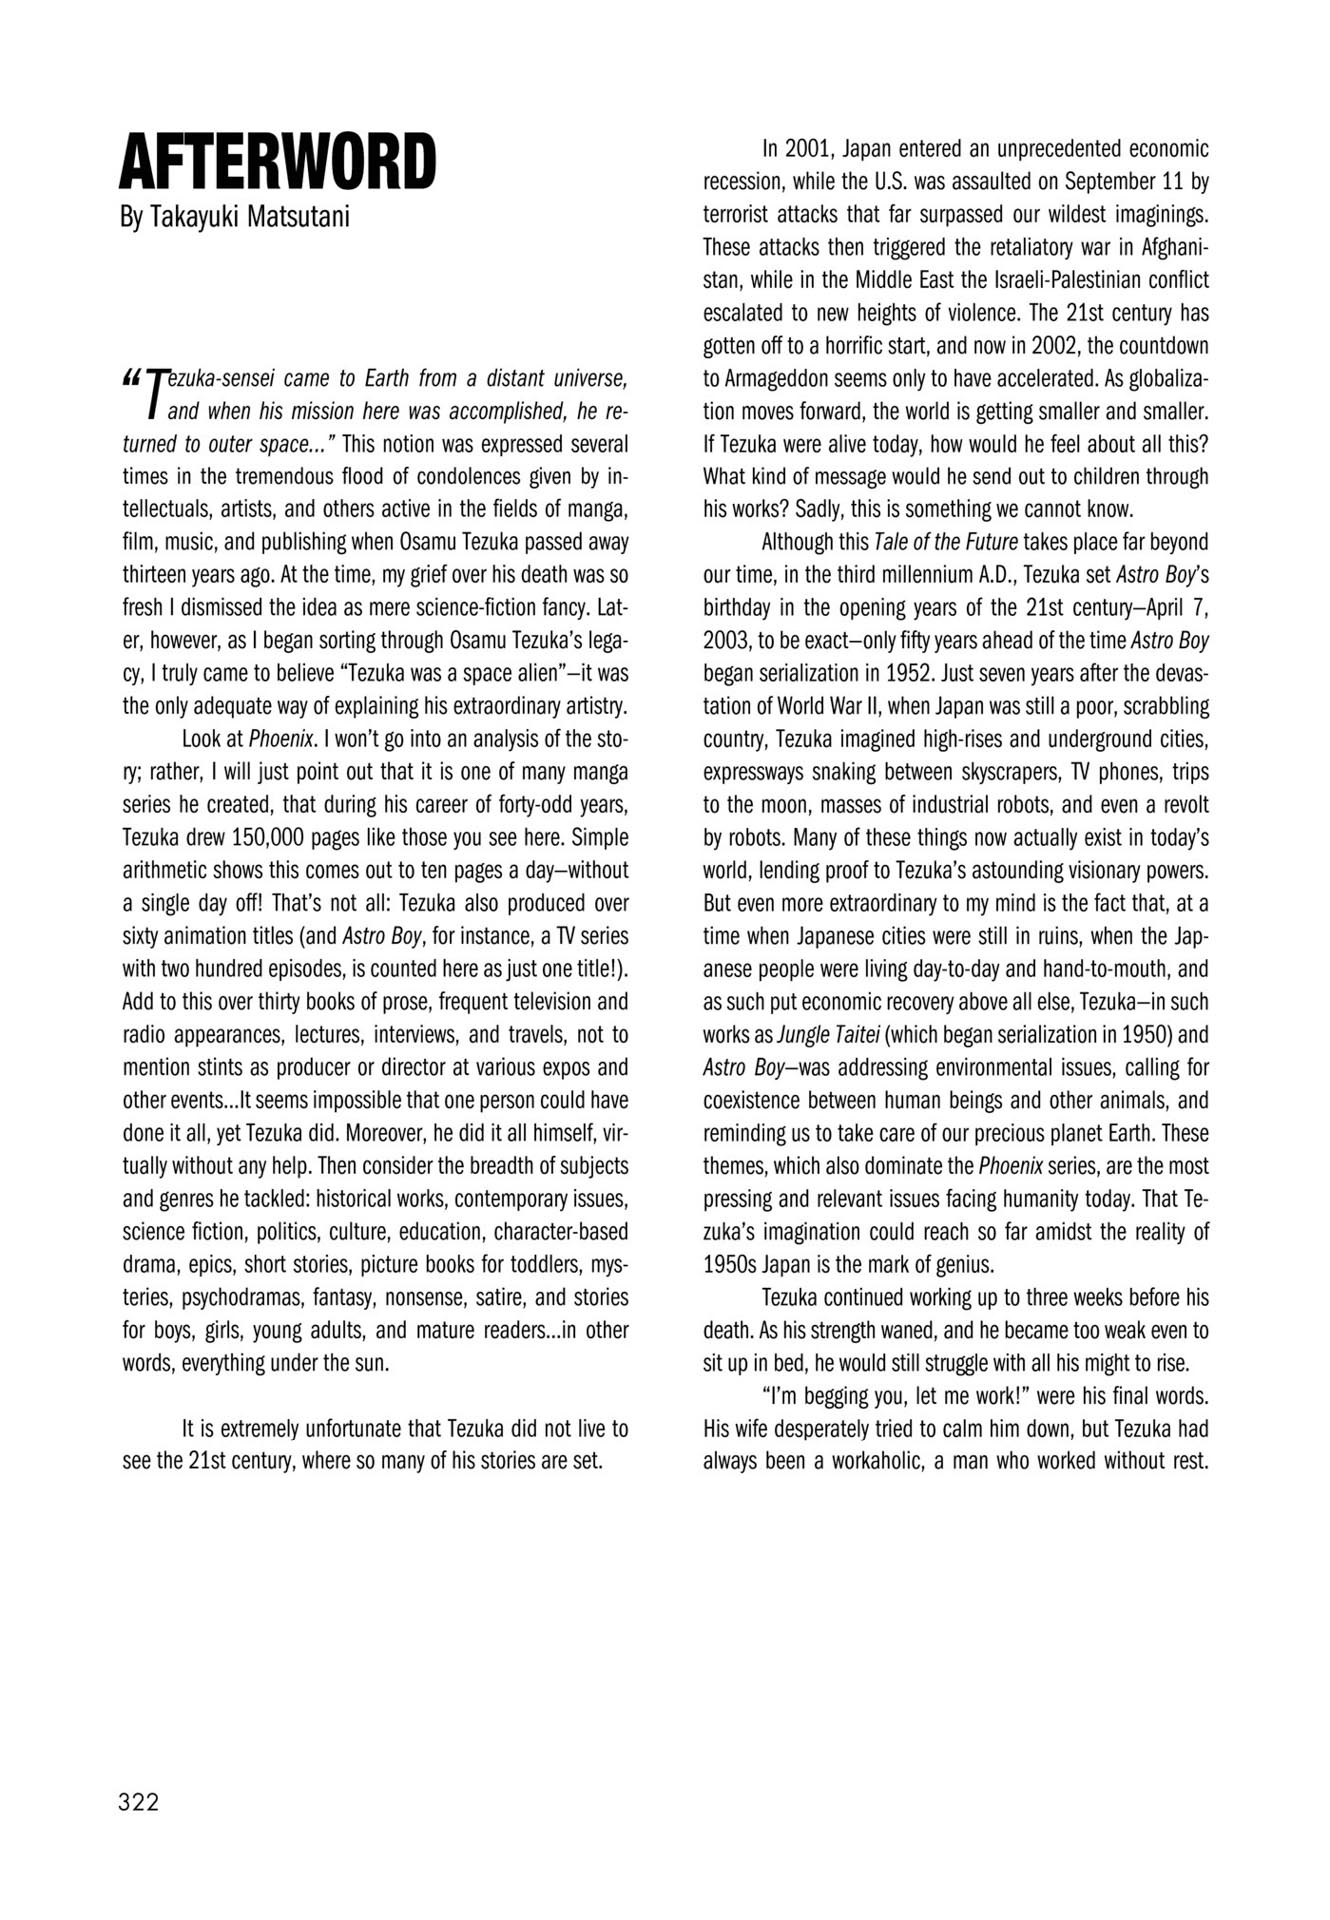 AFTERWORD
By Takayuki Matsutani
“Tezuka-sensei came to Earth from a distant universe,
and when his mission here was accomplished, he re-
turned to outer space...” This notion was expressed several
times in the tremendous flood of condolences given by in-
tellectuals, artists, and others active in the fields of manga,
film, music, and publishing when Osamu Tezuka passed away
thirteen years ago. At the time, my grief over his death was so
fresh I dismissed the idea as mere science-fiction fancy. Lat-
er, however, as I began sorting through Osamu Tezuka’s lega-
cy, I truly came to believe “Tezuka was a space alien”—it was
the only adequate way of explaining his extraordinary artistry.
Look at Phoenix. I won’t go into an analysis of the sto-
ry; rather, I will just point out that it is one of many manga
series he created, that during his career of forty-odd years,
Tezuka drew 150,000 pages like those you see here. Simple
arithmetic shows this comes out to ten pages a day—without
a single day off! That’s not all: Tezuka also produced over
sixty animation titles (and Astro Boy, for instance, a TV series
with two hundred episodes, is counted here as just one title!).
Add to this over thirty books of prose, frequent television and
radio appearances, lectures, interviews, and travels, not to
mention stints as producer or director at various expos and
other events...It seems impossible that one person could have
done it all, yet Tezuka did. Moreover, he did it all himself, vir-
tually without any help. Then consider the breadth of subjects
and genres he tackled: historical works, contemporary issues,
science fiction, politics, culture, education, character-based
drama, epics, short stories, picture books for toddlers, mys-
teries, psychodramas, fantasy, nonsense, satire, and stories
for boys, girls, young adults, and mature readers...in other
words, everything under the sun.
It is extremely unfortunate that Tezuka did not live to
see the 21st century, where so many of his stories are set.
In 2001, Japan entered an unprecedented economic
recession, while the U.S. was assaulted on September 11 by
terrorist attacks that far surpassed our wildest imaginings.
These attacks then triggered the retaliatory war in Afghani-
stan, while in the Middle East the Israeli-Palestinian conflict
escalated to new heights of violence. The 21st century has
gotten off to a horrific start, and now in 2002, the countdown
to Armageddon seems only to have accelerated. As globaliza-
tion moves forward, the world is getting smaller and smaller.
If Tezuka were alive today, how would he feel about all this?
What kind of message would he send out to children through
his works? Sadly, this is something we cannot know.
Although this Tale of the Future takes place far beyond
our time, in the third millennium A.D., Tezuka set Astro Boy’s
birthday in the opening years of the 21st century—April 7,
2003, to be exact—only fifty years ahead of the time Astro Boy
began serialization in 1952. Just seven years after the devas-
tation of World War II, when Japan was still a poor, scrabbling
country, Tezuka imagined high-rises and underground cities,
expressways snaking between skyscrapers, TV phones, trips
to the moon, masses of industrial robots, and even a revolt
by robots. Many of these things now actually exist in today’s
world, lending proof to Tezuka’s astounding visionary powers.
But even more extraordinary to my mind is the fact that, at a
time when Japanese cities were still in ruins, when the Jap-
anese people were living day-to-day and hand-to-mouth, and
as such put economic recovery above all else, Tezuka—in such
works as Jungle Taitei (which began serialization in 1950) and
Astro Boy—was addressing environmental issues, calling for
coexistence between human beings and other animals, and
reminding us to take care of our precious planet Earth. These
themes, which also dominate the Phoenix series, are the most
pressing and relevant issues facing humanity today. That Te-
zuka’s imagination could reach so far amidst the reality of
1950s Japan is the mark of genius.
Tezuka continued working up to three weeks before his
death. As his strength waned, and he became too weak even to
sit up in bed, he would still struggle with all his might to rise.
“I’m begging you, let me work!” were his final words.
His wife desperately tried to calm him down, but Tezuka had
always been a workaholic, a man who worked without rest.
322